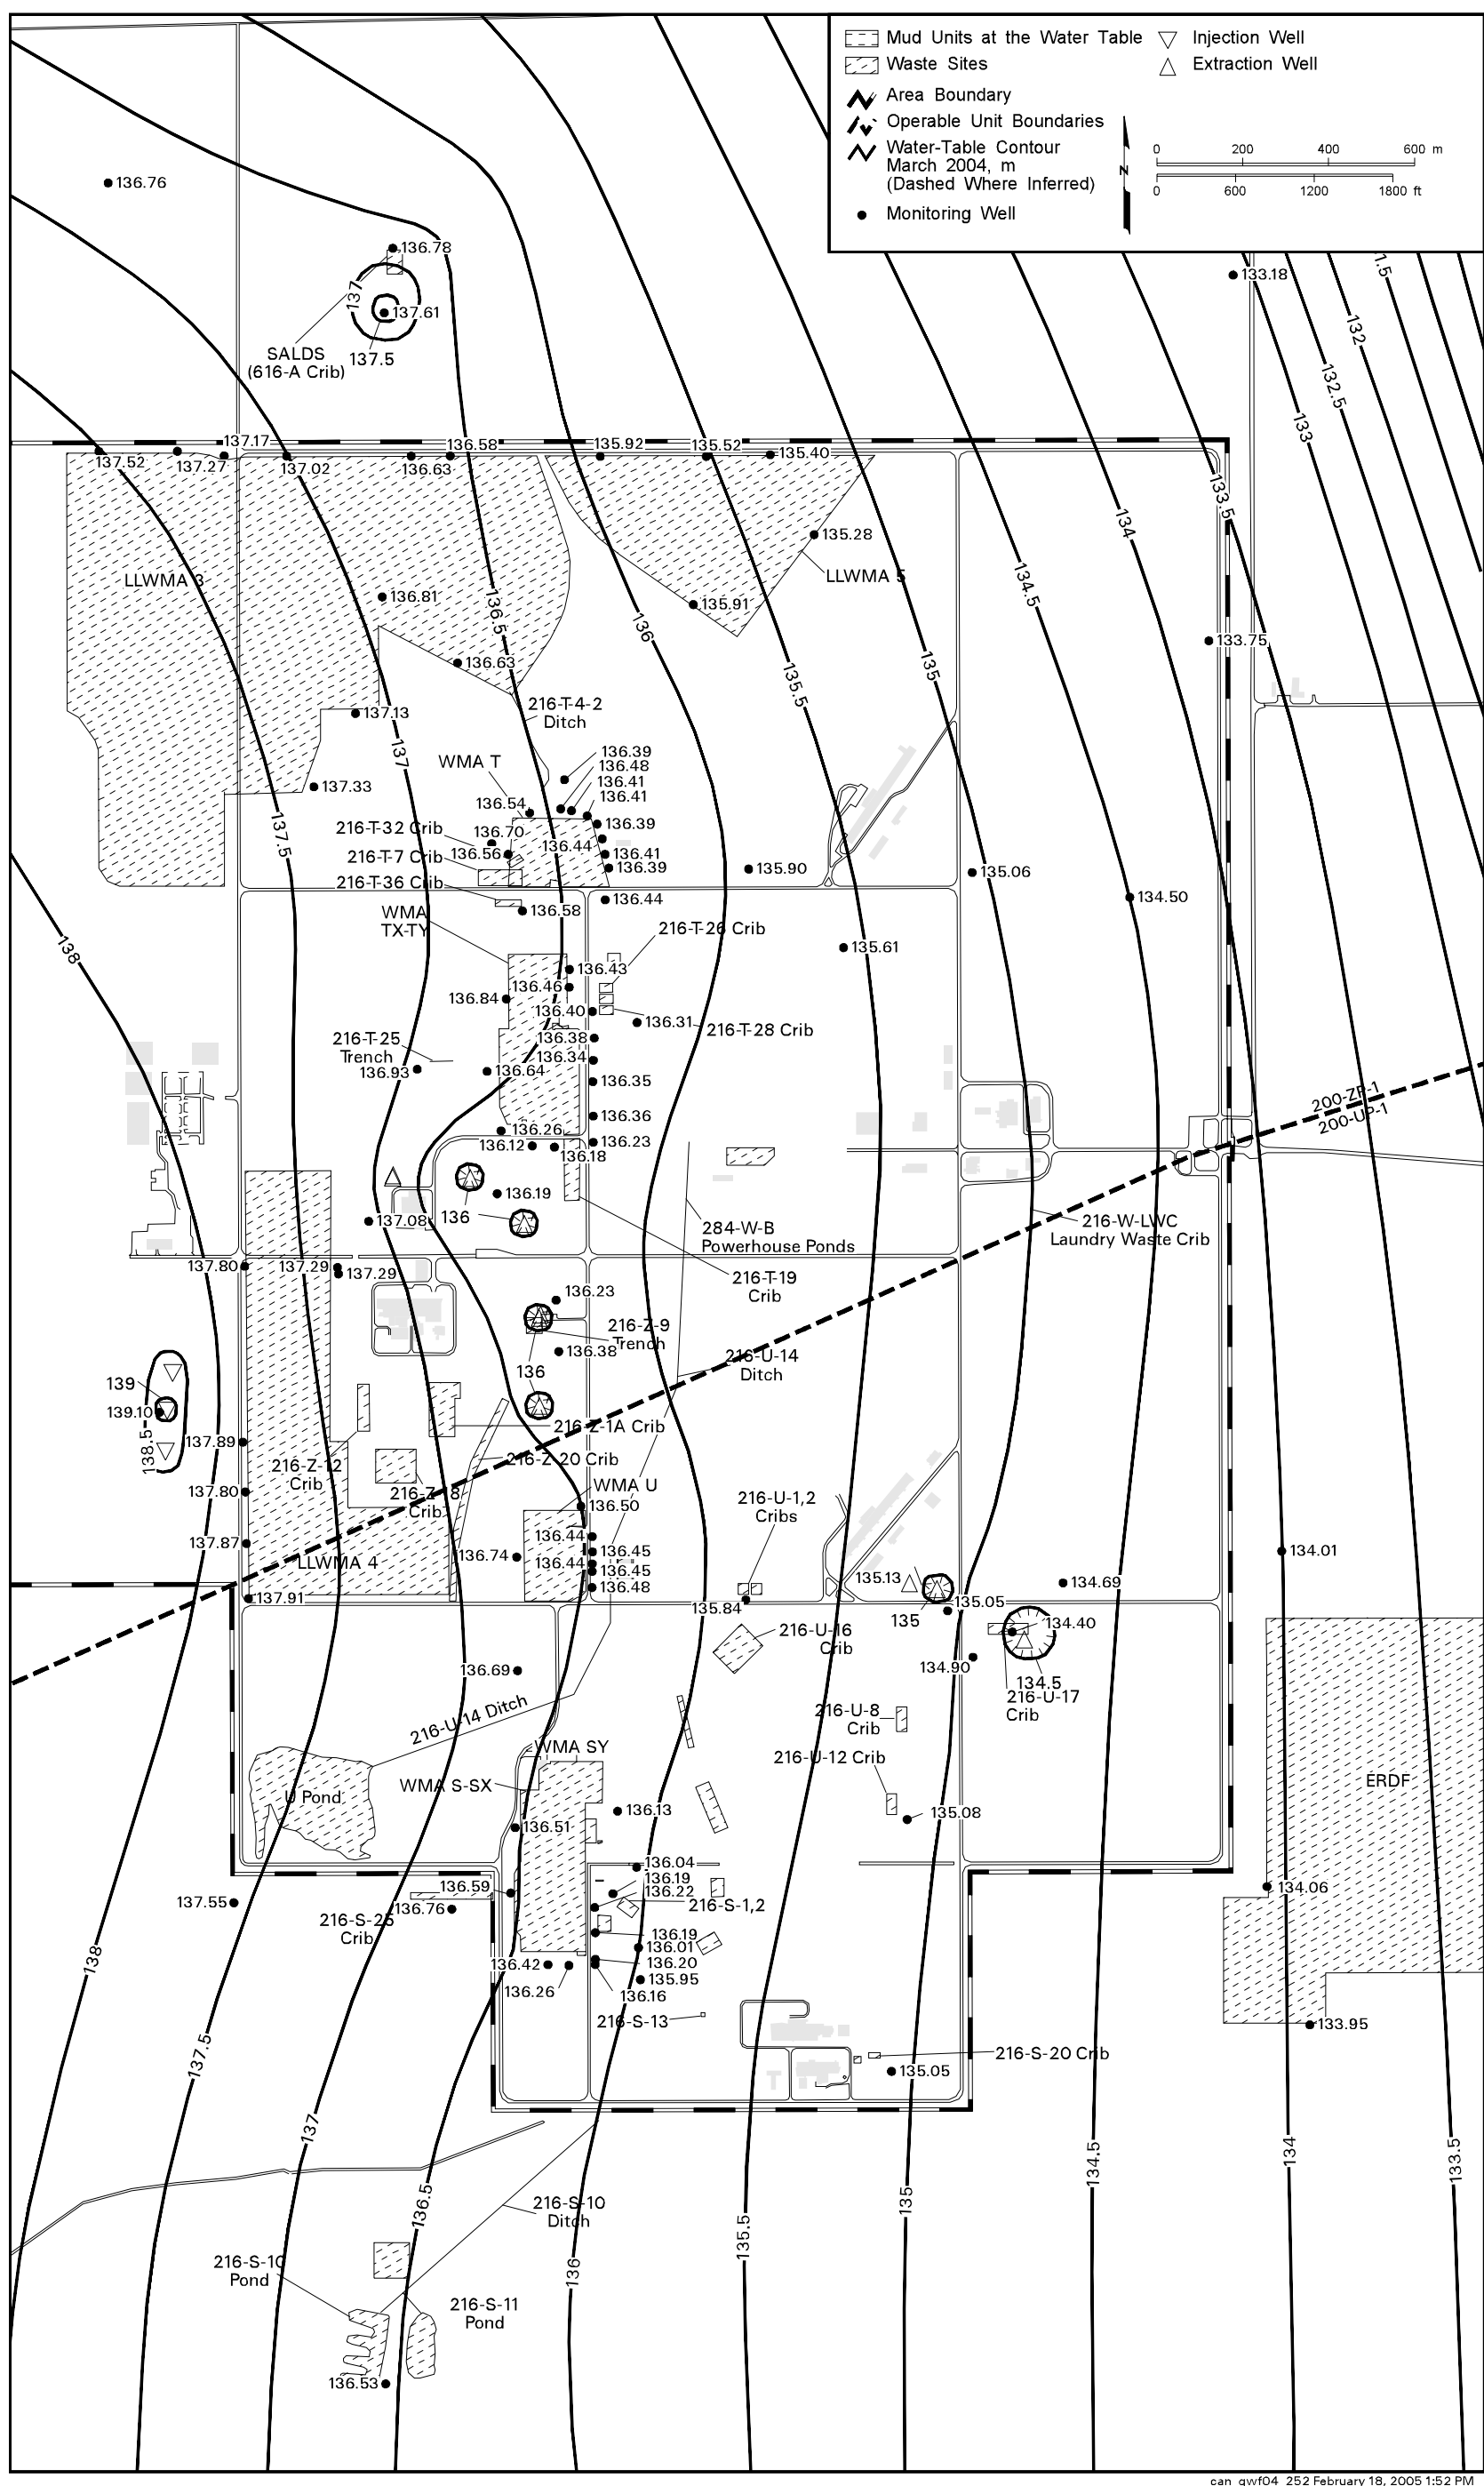 Mud Units at the Water Table
Injection Well
Waste Sites
Extraction Well
Area Boundary
Operable Unit Boundaries
Water-Table Contour
March 2004, m
(Dashed Where Inferred)
Monitoring Well
N
0 200 400 600 m
0 600 1200 1800 ft
136.76
136.78
137
137.61
SALDS
(616-A Crib)
137.5
133.18
1.5
132
132.5
133
137.17
136.58
135.92
135.52
135.40
137.52
137.27
137.02
136.63
133.5
134
135.28
LLWMA 3
LLWMA 5
136.81
136.5
135.91
134.5
136
133.75
136.63
135.5
135
216-T-4-2
Ditch
137.13
137
WMA T
136.39
136.48
136.41
136.41
137.33
136.54
136.39
137.5
216-T-32 Crib
136.70
136.44
136.56
136.41
216-T-7 Crib
136.39
135.90
135.06
216-T-36 Crib
136.44
134.50
136.58
WMA
TX-TY
216-T-26 Crib
138
135.61
136.43
136.46
136.84
136.40
136.31
216-T-28 Crib
216-T-25
Trench
136.38
136.34
136.93
136.64
136.35
136.36
200-ZP-1
200-UP-1
136.26
136.12
136.23
136.18
136.19
137.08
136
284-W-B
Powerhouse Ponds
216-W-LWC
Laundry Waste Crib
137.80
137.29
137.29
216-T-19
Crib
136.23
216-Z-9
Trench
136.38
216-U-14
Ditch
136
139
139.10
138.5
216-Z-1A Crib
137.89
216-Z-12
Crib
216-Z-20 Crib
137.80
216-Z-18
Crib
WMA U
136.50
216-U-1,2
Cribs
137.87
136.44
136.45
136.74
136.44
136.45
136.48
LLWMA 4
134.01
135.13
134.69
137.91
135.84
135
135.05
134.40
216-U-16
Crib
134.90
136.69
134.5
216-U-17
Crib
216-U-14 Ditch
216-U-8
Crib
WMA SY
216-U-12 Crib
WMA S-SX
U Pond
ERDF
136.13
135.08
136.51
136.04
136.19
136.59
136.22
134.06
137.55
136.76
216-S-1,2
216-S-25
Crib
136.19
136.01
138
136.42
136.20
135.95
136.26
136.16
216-S-13
133.95
137.5
216-S-20 Crib
135.05
137
134.5
134
133.5
136.5
135
216-S-10
Ditch
135.5
136
216-S-10
Pond
216-S-11
Pond
136.53
can_gwf04_252 February 18, 2005 1:52 PM